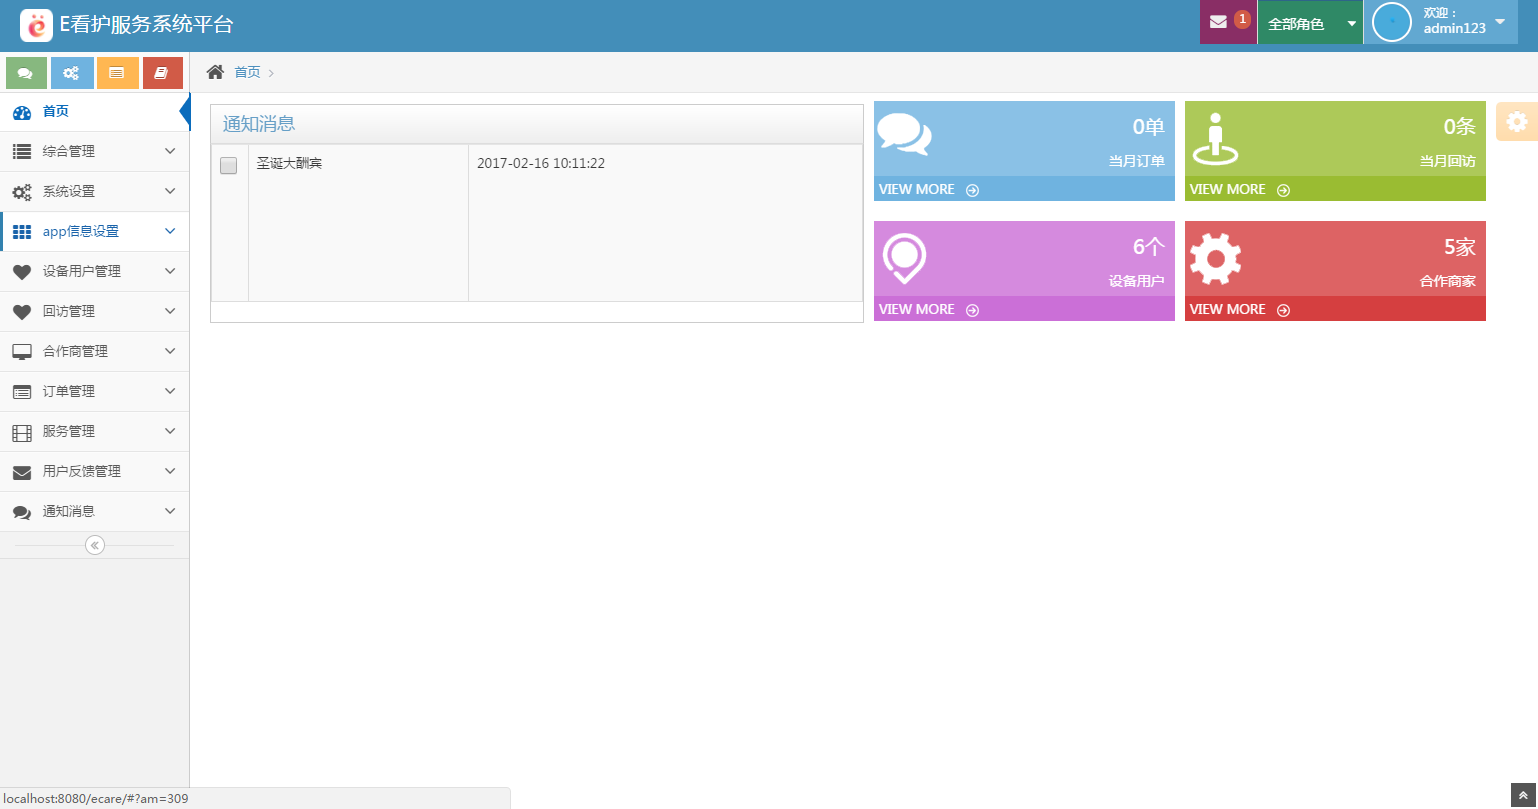 E看护服务系统平台
1
全部角色
欢迎：
admin123
首页
首页
综合管理
系统设置
app信息设置
设备用户管理
回访管理
合作商管理
订单管理
服务管理
用户反馈管理
通知消息
通知消息
圣诞大酬宾
2017-02-16 10:11:22
0单
当月订单
VIEW MORE
0条
当月回访
VIEW MORE
6个
设备用户
VIEW MORE
5家
合作商家
VIEW MORE
localhost:8080/ecare/#?am=309